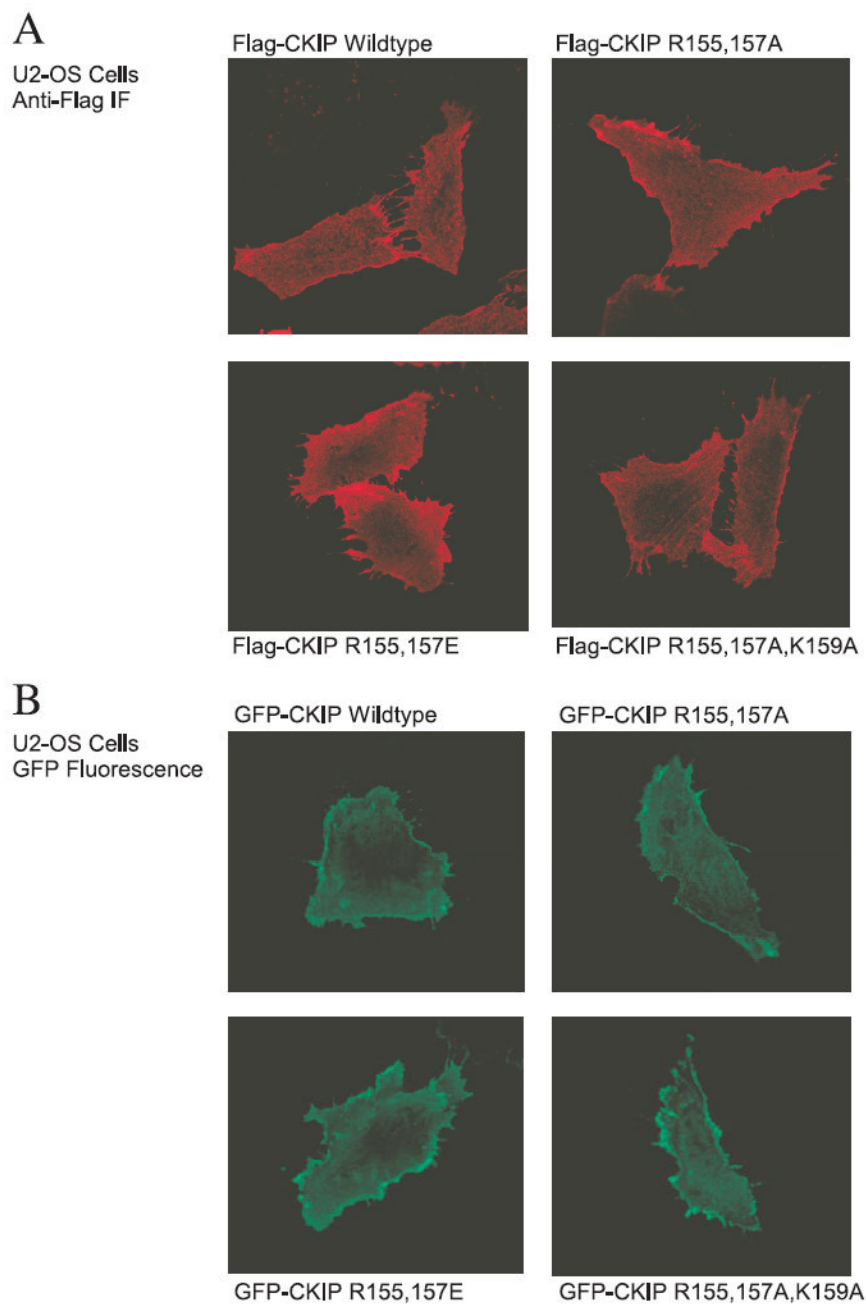 A
U2-OS Cells
Anti-Flag IF
Flag-CKIP Wildtype
Flag-CKIP R155,157A
Flag-CKIP R155,157E
Flag-CKIP R155,157A,K159A
B
U2-OS Cells
GFP Fluorescence
GFP-CKIP Wildtype
GFP-CKIP R155,157A
GFP-CKIP R155,157E
GFP-CKIP R155,157A,K159A